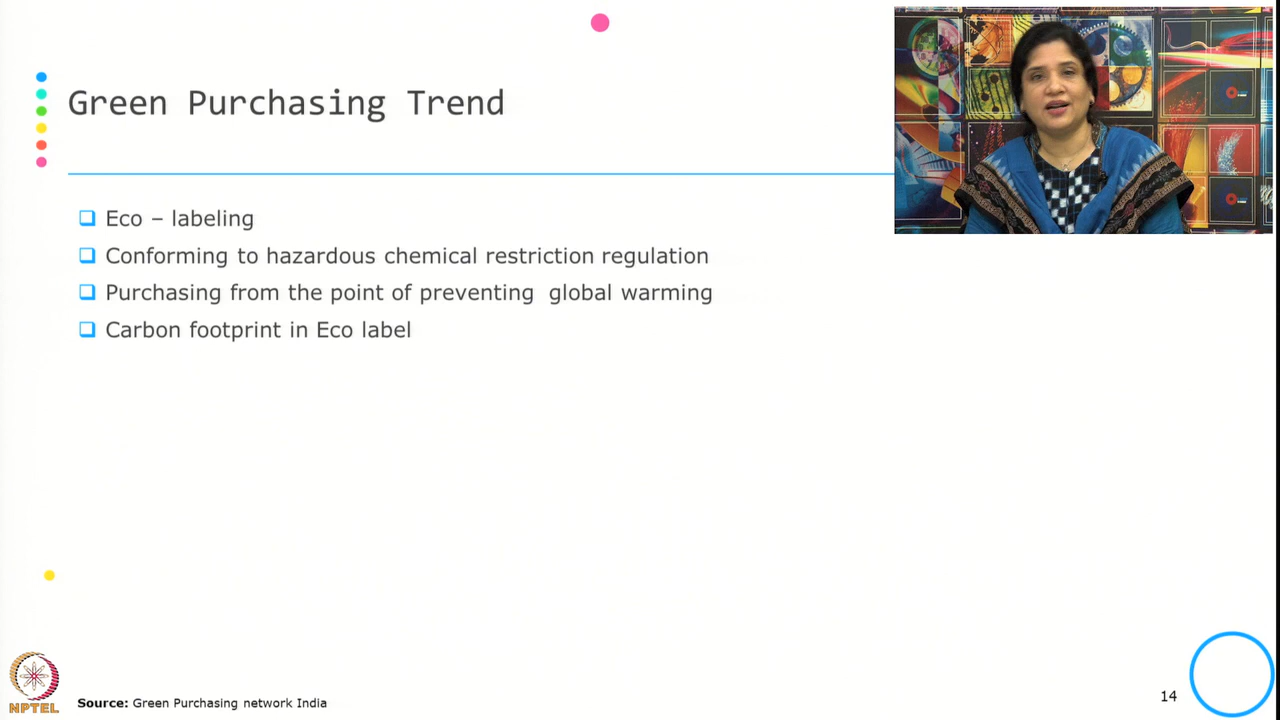 Green Purchasing Trend
Eco – labeling
Conforming to hazardous chemical restriction regulation
Purchasing from the point of preventing  global warming
Carbon footprint in Eco label
NPTEL
Source: Green Purchasing network India
14